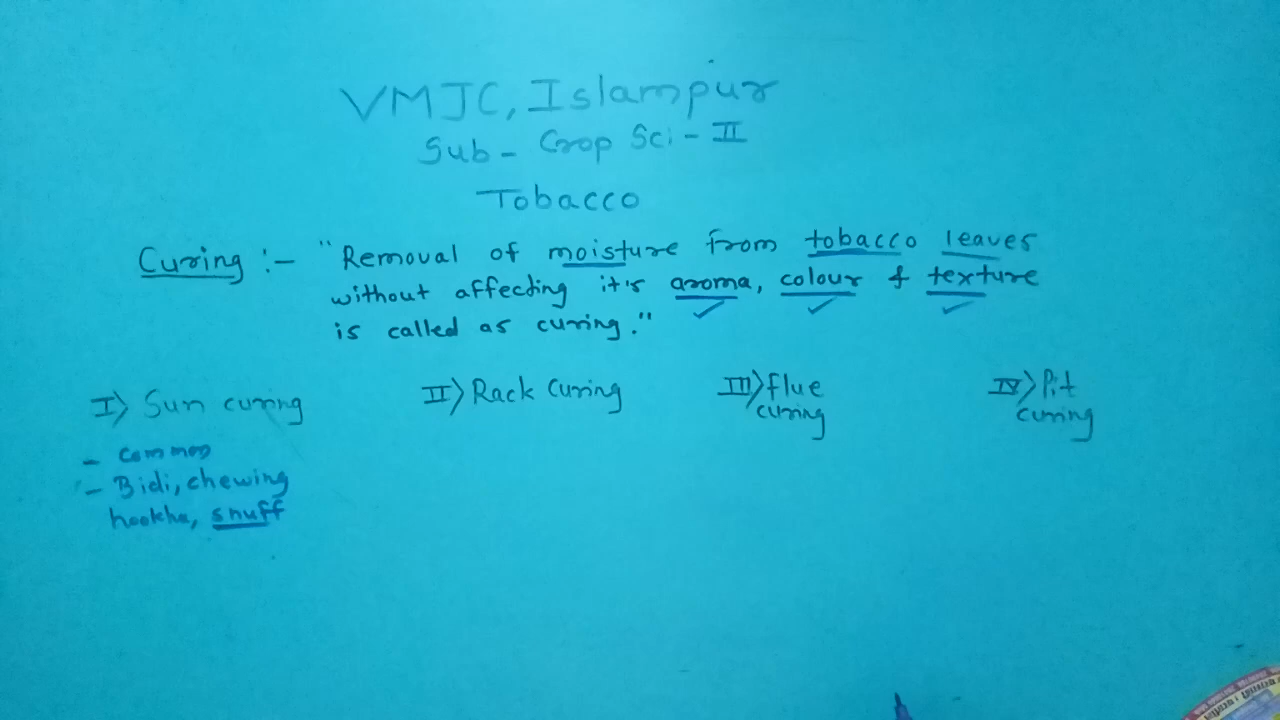 VMJC, Islampur
Sub - Crop Sci - II
Tobacco
Curing :- "Removal of moisture from tobacco leaves
without affecting it's aroma, colour & texture
is called as curing."
I) Sun curing
- common
- Bidi, chewing
hookha, snuff
II) Rack Curing
III) Flue
curing
IV) Pit
curing